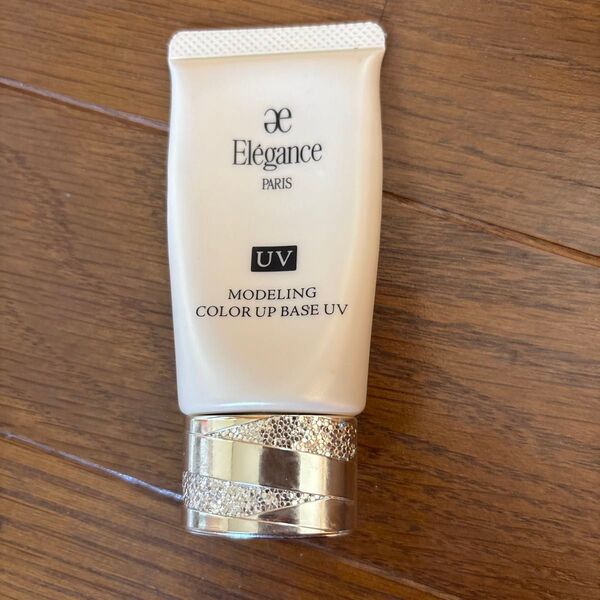 Elégance
PARIS
UV
MODELING
COLOR UP BASE UV